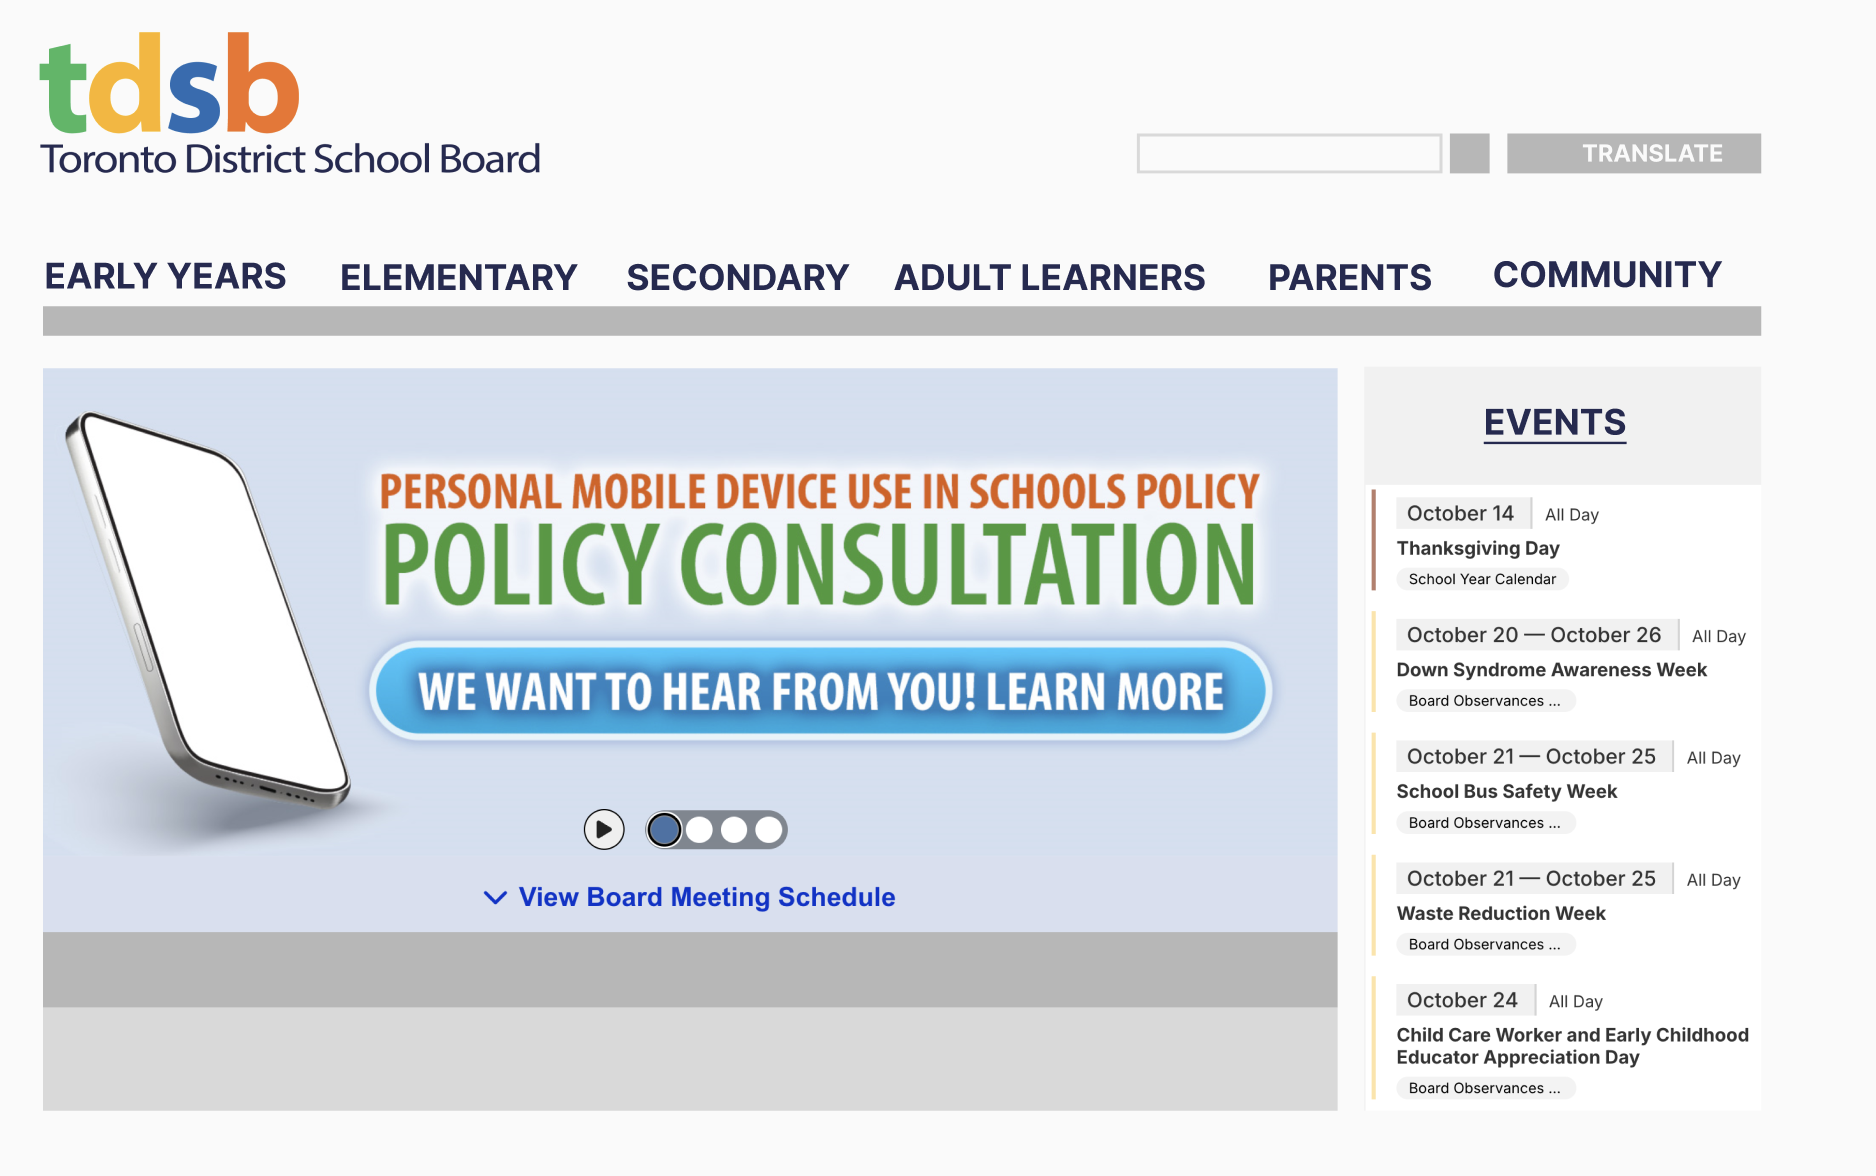 tdsb
Toronto District School Board
TRANSLATE
EARLY YEARS ELEMENTARY SECONDARY ADULT LEARNERS PARENTS COMMUNITY
PERSONAL MOBILE DEVICE USE IN SCHOOLS POLICY
POLICY CONSULTATION
WE WANT TO HEAR FROM YOU! LEARN MORE
View Board Meeting Schedule
EVENTS
October 14 All Day
Thanksgiving Day
School Year Calendar
October 20 — October 26 All Day
Down Syndrome Awareness Week
Board Observances ...
October 21 — October 25 All Day
School Bus Safety Week
Board Observances ...
October 21 — October 25 All Day
Waste Reduction Week
Board Observances ...
October 24 All Day
Child Care Worker and Early Childhood
Educator Appreciation Day
Board Observances ...